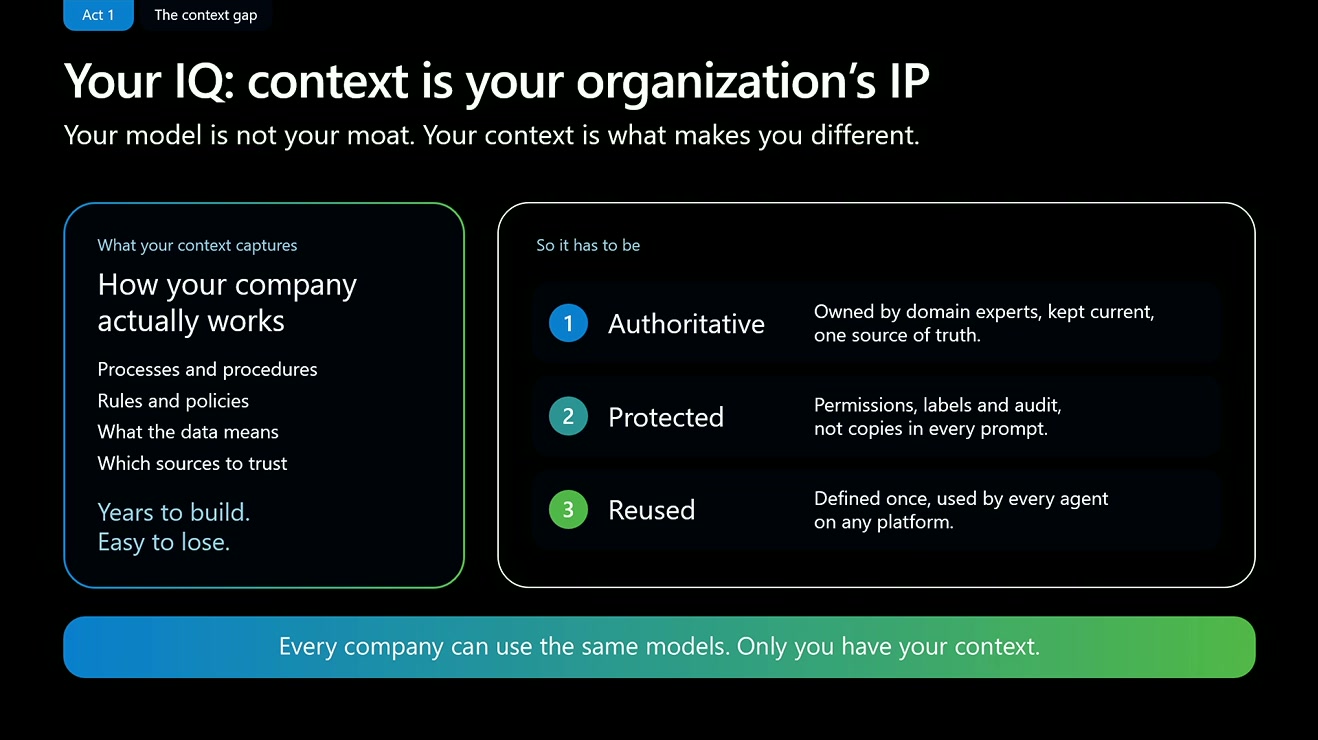 Act 1
The context gap
Your IQ: context is your organization’s IP
Your model is not your moat. Your context is what makes you different.
What your context captures
How your company
actually works
Processes and procedures
Rules and policies
What the data means
Which sources to trust
Years to build.
Easy to lose.
So it has to be
1 Authoritative
Owned by domain experts, kept current,
one source of truth.
2 Protected
Permissions, labels and audit,
not copies in every prompt.
3 Reused
Defined once, used by every agent
on any platform.
Every company can use the same models. Only you have your context.